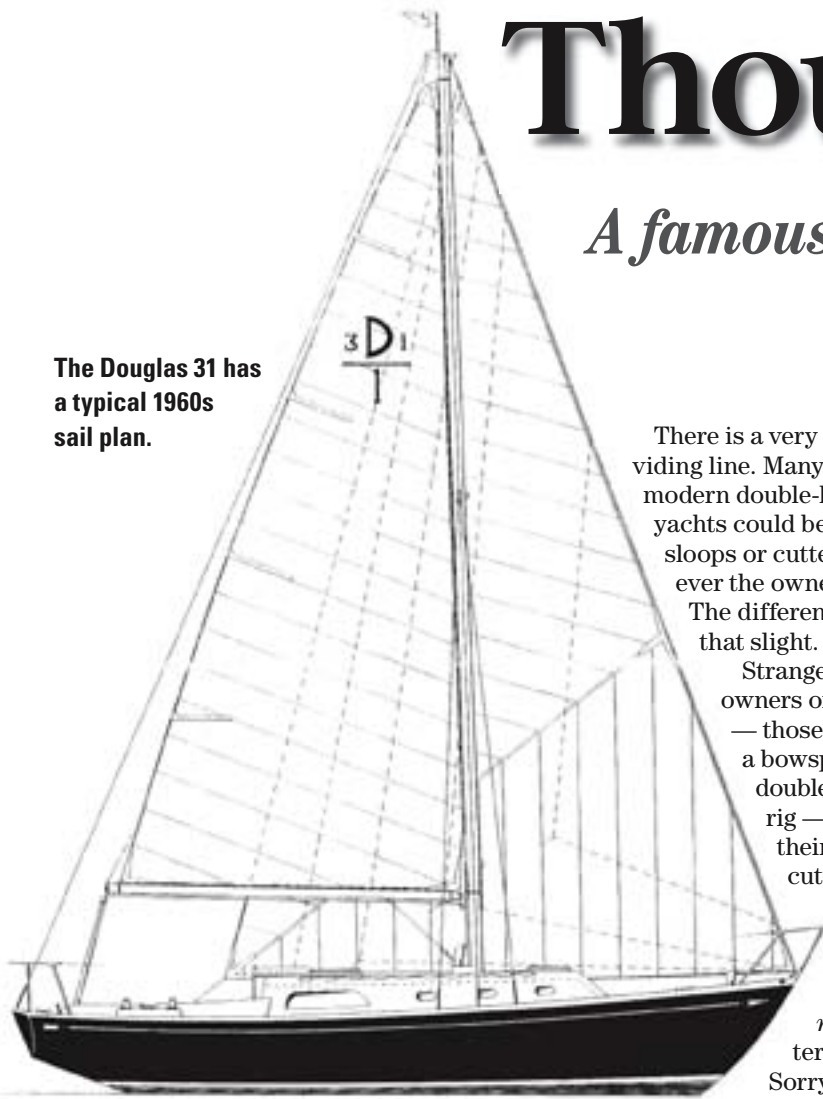 Thou
A famous
3 D 1
1
The Douglas 31 has
a typical 1960s
sail plan.
There is a very
viding line. Many
modern double-
yachts could be
sloops or cutte
ever the owne
The differen
that slight.
Strange
owners o
— those
a bowsp
double
rig —
their
cut
ter
Sorry